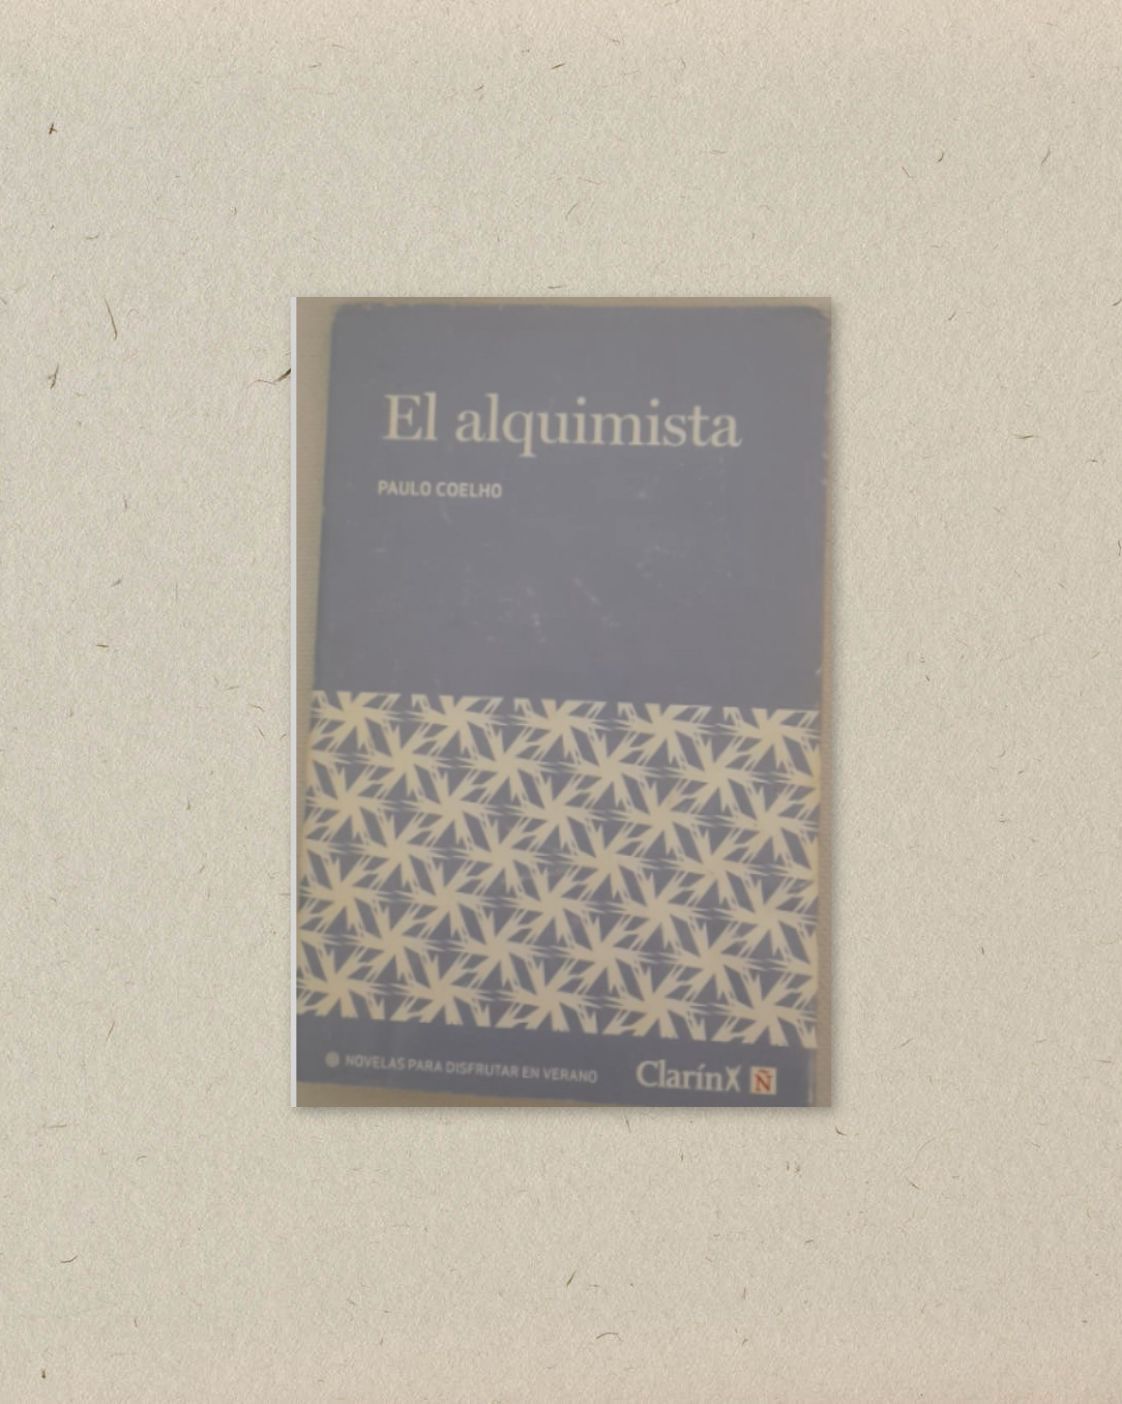 El alquimista
PAULO COELHO
NOVELAS PARA DISFRUTAR EN VERANO
Clarín Ñ